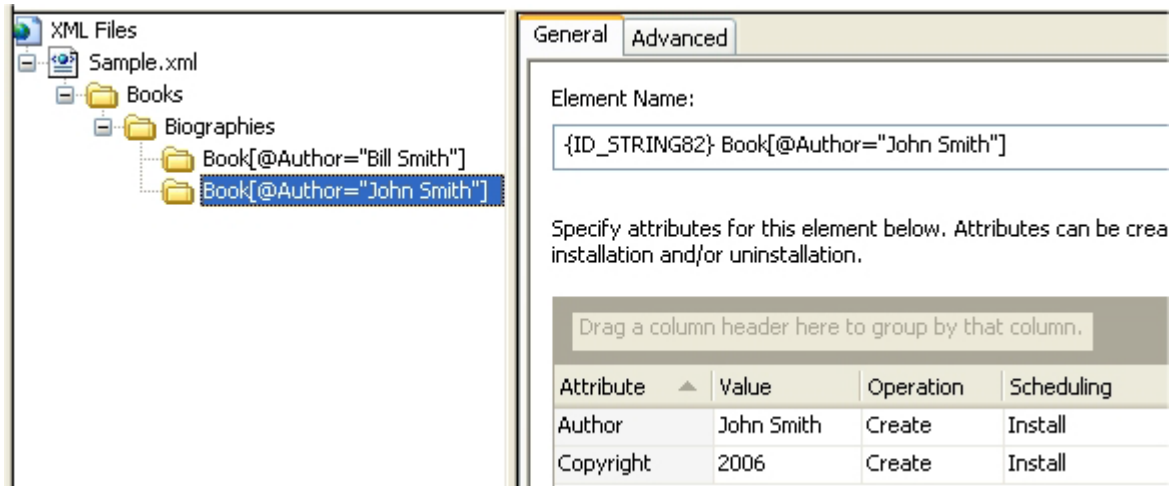 XML Files
Sample.xml
Books
Biographies
Book[@Author="Bill Smith"]
Book[@Author="John Smith"]
General Advanced
Element Name:
{ID_STRING82} Book[@Author="John Smith"]
Specify attributes for this element below. Attributes can be crea
installation and/or uninstallation.
Drag a column header here to group by that column.
Attribute Value Operation Scheduling
Author John Smith Create Install
Copyright 2006 Create Install